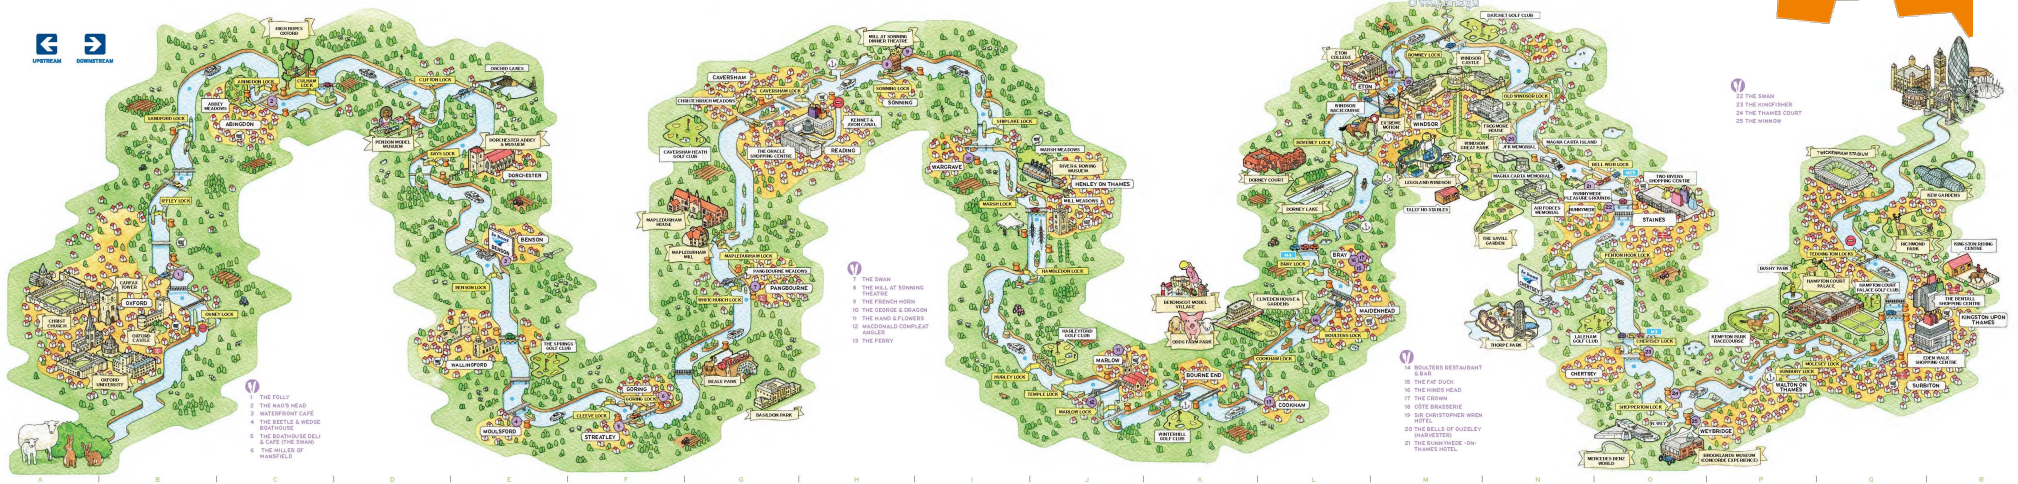 UPSTREAM
DOWNSTREAM
HIGH HOPES
OXFORD
ABINGDON LOCK
CULHAM
LOCK
CLIFTON LOCK
ORCHID LAKES
ABBEY
MEADOWS
ABINGDON
SANDFORD LOCK
PENDON MODEL
MUSUEM
DORCHESTER ABBEY
& MUSUEM
DAYS LOCK
DORCHESTER
IFFLEY LOCK
BENSON
BENSON LOCK
CARFAX
TOWER
OXFORD
OSNEY LOCK
CHRIST
CHURCH
OXFORD
CASTLE
OXFORD
UNIVERSITY
WALLINGFORD
THE SPRINGS
GOLF CLUB
MOULSFORD
CLEEVE LOCK
GORING
GORING LOCK
STREATLEY
BEALE PARK
BASILDON PARK
1 THE FOLLY
2 THE NAG'S HEAD
3 WATERFRONT CAFÉ
4 THE BEETLE & WEDGE
BOATHOUSE
5 THE BOATHOUSE DELI
& CAFE (THE SWAN)
6 THE MILLER OF
MANSFIELD
MILL AT SONNING
DINNER THEATRE
CAVERSHAM
CHRISTCHURCH MEADOWS
CAVERSHAM LOCK
SONNING LOCK
SONNING
KENNET &
AVON CANAL
THE ORACLE
SHOPPING CENTRE
READING
CAVERSHAM HEATH
GOLF CLUB
MAPLEDURHAM
HOUSE
MAPLEDURHAM
MILL
MAPLEDURHAM LOCK
PANGBOURNE MEADOWS
PANGBOURNE
WHITCHURCH LOCK
7 THE SWAN
8 THE MILL AT SONNING
THEATRE
9 THE FRENCH HORN
10 THE GEORGE & DRAGON
11 THE HAND & FLOWERS
12 MACDONALD COMPLEAT
ANGLER
13 THE FERRY
SHIPLAKE LOCK
WARGRAVE
MARSH MEADOWS
RIVER & ROWING
MUSUEM
HENLEY ON THAMES
MILL MEADOWS
MARSH LOCK
HAMBLEDON LOCK
HARLEYFORD
GOLF CLUB
HURLEY LOCK
TEMPLE LOCK
MARLOW
MARLOW LOCK
BOURNE END
WINTERHILL
GOLF CLUB
COOKHAM
COOKHAM LOCK
BEKONSCOT MODEL
VILLAGE
ODDS FARM PARK
CLIVEDEN HOUSE &
GARDENS
MAIDENHEAD
BOULTERS LOCK
BRAY
BRAY LOCK
DORNEY COURT
DORNEY LAKE
BOVENEY LOCK
ETON
COLLEGE
ETON
WINDSOR
RACECOURSE
EXTREME
MOTION
WINDSOR
ROMNEY LOCK
WINDSOR
CASTLE
DATCHET GOLF CLUB
OLD WINDSOR LOCK
FROGMORE
HOUSE
WINDSOR
GREAT PARK
JFK MEMORIAL
MAGNA CARTA ISLAND
MAGNA CARTA MEMORIAL
LEGOLAND WINDSOR
TALLY HO STABLES
THE SAVILL
GARDEN
AIR FORCES
MEMORIAL
RUNNYMEDE
RUNNYMEDE
PLEASURE GROUNDS
BELL WEIR LOCK
M25
TWO RIVERS
SHOPPING CENTRE
STAINES
PENTON HOOK LOCK
THORPE PARK
LALEHAM
GOLF CLUB
CHERTSEY LOCK
CHERTSEY
14 BOULTERS RESTAURANT
& BAR
15 THE FAT DUCK
16 THE HINDS HEAD
17 THE CROWN
18 CÔTE BRASSERIE
19 SIR CHRISTOPHER WREN
HOTEL
20 THE BELLS OF OUZELEY
(HARVESTER)
21 THE RUNNYMEDE -ON-
THAMES HOTEL
SHEPPERTON LOCK
WEYBRIDGE
MERCEDES BENZ
WORLD
BROOKLANDS MUSEUM
(CONCORDE EXPERIENCE)
WALTON ON
THAMES
SUNBURY LOCK
MOLESEY LOCK
KEMPTON PARK
RACECOURSE
BUSHY PARK
HAMPTON COURT
PALACE
HAMPTON COURT
PALACE GOLF CLUB
TEDDINGTON LOCKS
TWICKENHAM STADIUM
KEW GARDENS
RICHMOND
PARK
KINGSTON RIDING
CENTRE
THE BENTALL
SHOPPING CENTRE
KINGSTON UPON
THAMES
EDEN WALK
SHOPPING CENTRE
SURBITON
22 THE SWAN
23 THE KINGFISHER
24 THE THAMES COURT
25 THE MINNOW
A B C D E F G H I J K L M N O P Q R